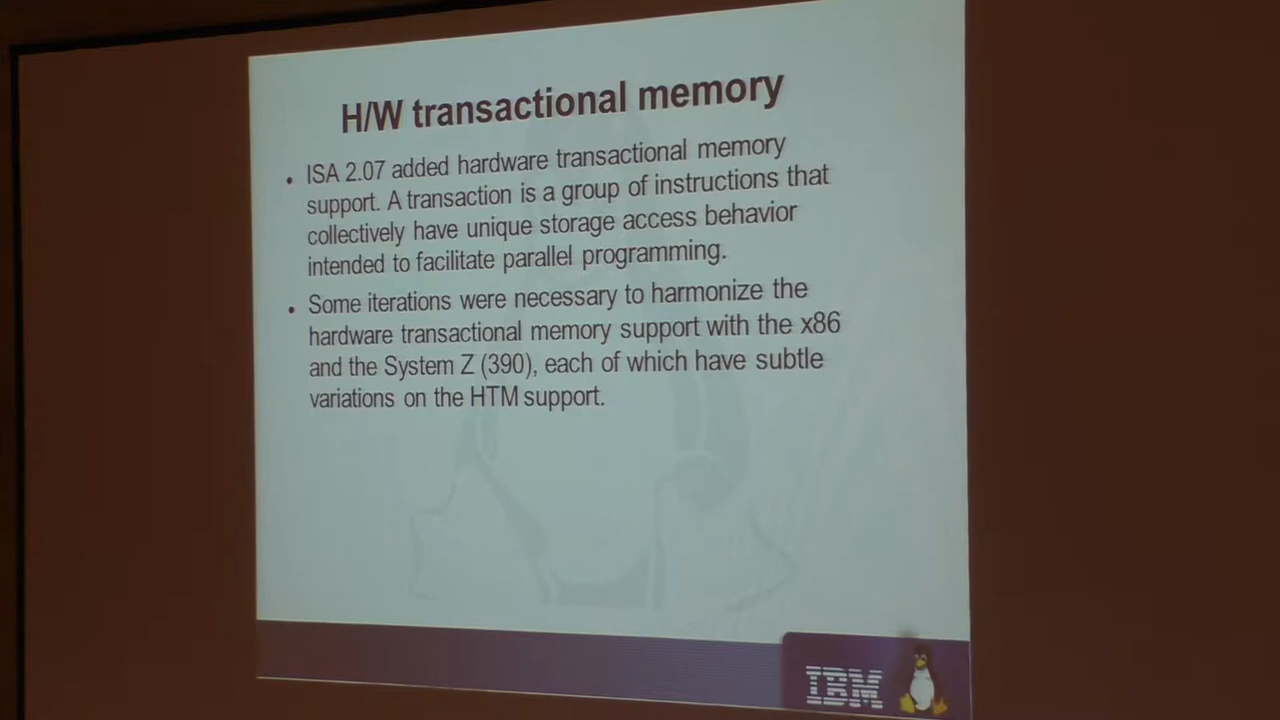 H/W transactional memory
• ISA 2.07 added hardware transactional memory
support. A transaction is a group of instructions that
collectively have unique storage access behavior
intended to facilitate parallel programming.
• Some iterations were necessary to harmonize the
hardware transactional memory support with the x86
and the System Z (390), each of which have subtle
variations on the HTM support.
IBM